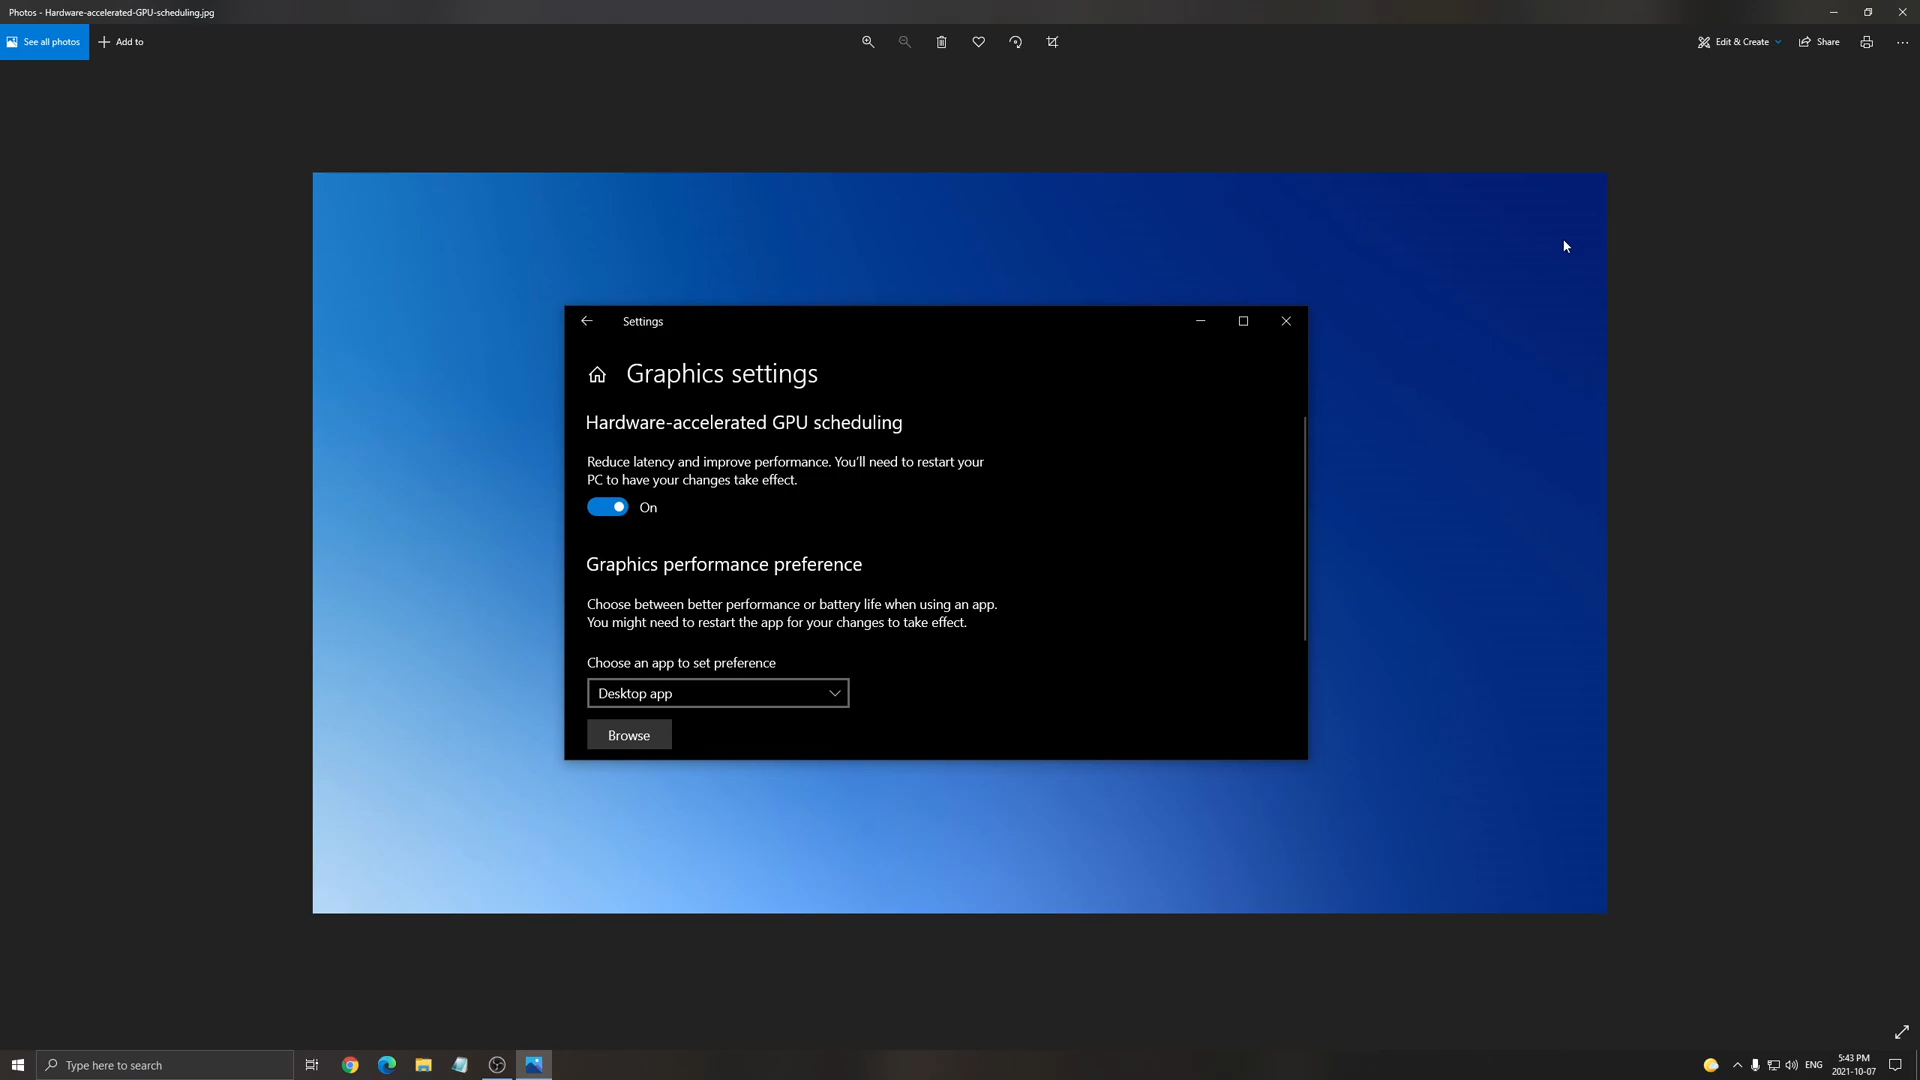 Photos - Hardware-accelerated-GPU-scheduling.jpg
See all photos
Add to
Edit & Create
Share
Settings
Graphics settings
Hardware-accelerated GPU scheduling
Reduce latency and improve performance. You'll need to restart your
PC to have your changes take effect.
On
Graphics performance preference
Choose between better performance or battery life when using an app.
You might need to restart the app for your changes to take effect.
Choose an app to set preference
Desktop app
Browse
Type here to search
ENG
5:43 PM
2021-10-07